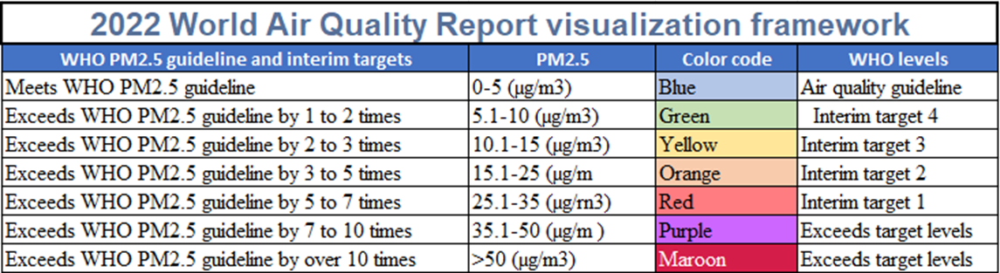 2022 World Air Quality Report visualization framework
WHO PM2.5 guideline and interim targets PM2.5 Color code WHO levels
Meets WHO PM2.5 guideline 0-5 (µg/m3) Blue Air quality guideline
Exceeds WHO PM2.5 guideline by 1 to 2 times 5.1-10 (µg/m3) Green Interim target 4
Exceeds WHO PM2.5 guideline by 2 to 3 times 10.1-15 (µg/m3) Yellow Interim target 3
Exceeds WHO PM2.5 guideline by 3 to 5 times 15.1-25 (µg/m Orange Interim target 2
Exceeds WHO PM2.5 guideline by 5 to 7 times 25.1-35 (µg/rn3) Red Interim target 1
Exceeds WHO PM2.5 guideline by 7 to 10 times 35.1-50 (µg/m ) Purple Exceeds target levels
Exceeds WHO PM2.5 guideline by over 10 times >50 (µg/m3) Maroon Exceeds target levels